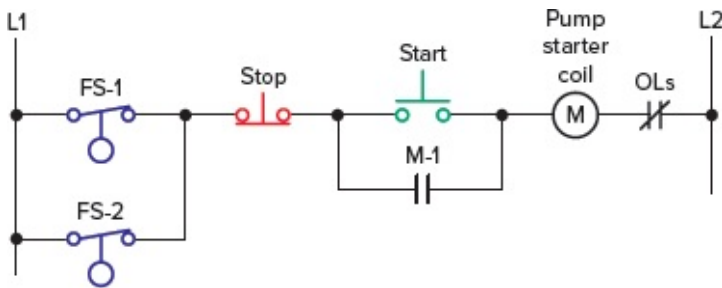 L1
FS-1
Stop
Start
Pump
starter
coil
OLs
L2
M
M-1
FS-2